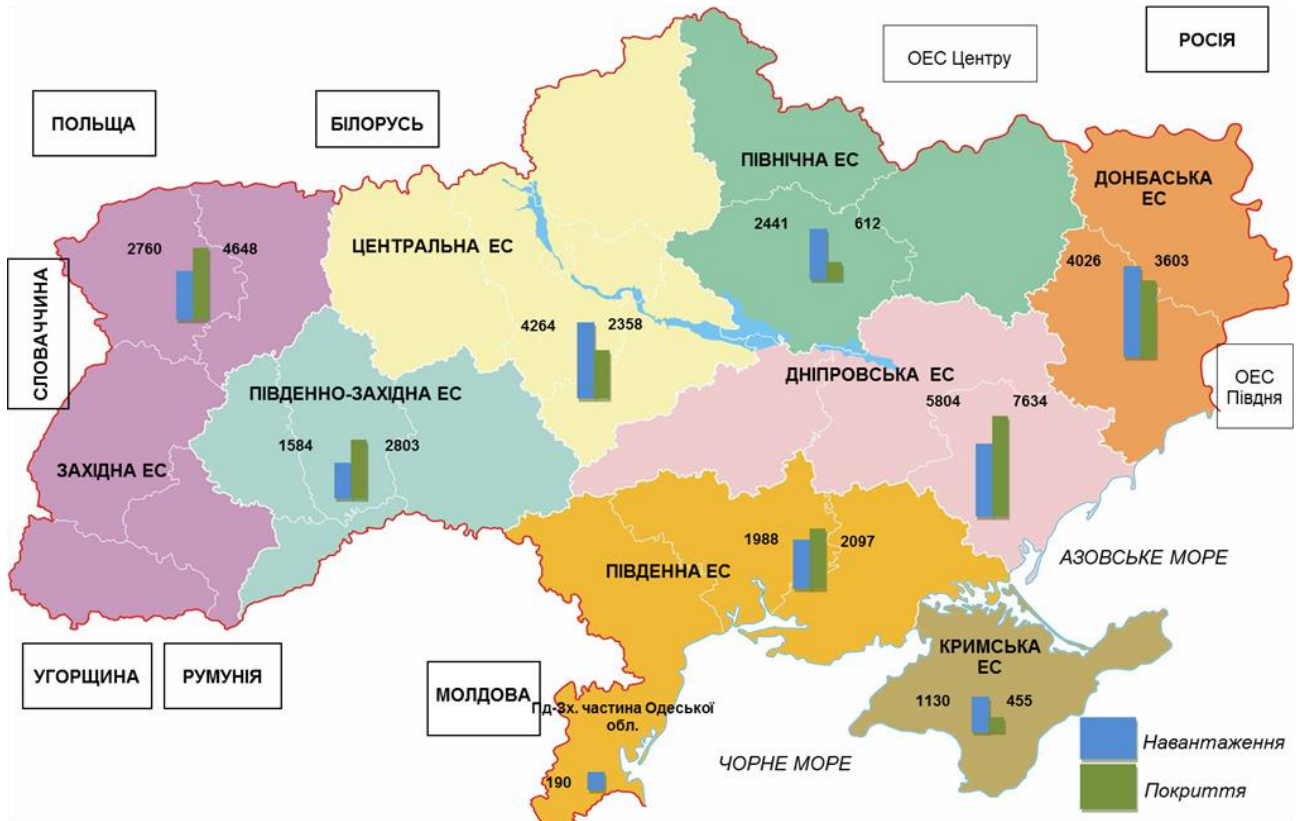 РОСІЯ
ОЕС Центру
ПОЛЬЩА
БІЛОРУСЬ
ПІВНІЧНА ЕС
ДОНБАСЬКА
ЕС
2441 612
ЦЕНТРАЛЬНА ЕС
2760 4648
4026 3603
СЛОВАЧЧИНА
4264 2358
ДНІПРОВСЬКА ЕС
ОЕС
Півдня
ПІВДЕННО-ЗАХІДНА ЕС
5804 7634
1584 2803
ЗАХІДНА ЕС
1988 2097
АЗОВСЬКЕ МОРЕ
ПІВДЕННА ЕС
КРИМСЬКА
ЕС
УГОРЩИНА
РУМУНІЯ
МОЛДОВА
Пд-Зх. частина Одеської
обл.
1130 455
190
ЧОРНЕ МОРЕ
Навантаження
Покриття